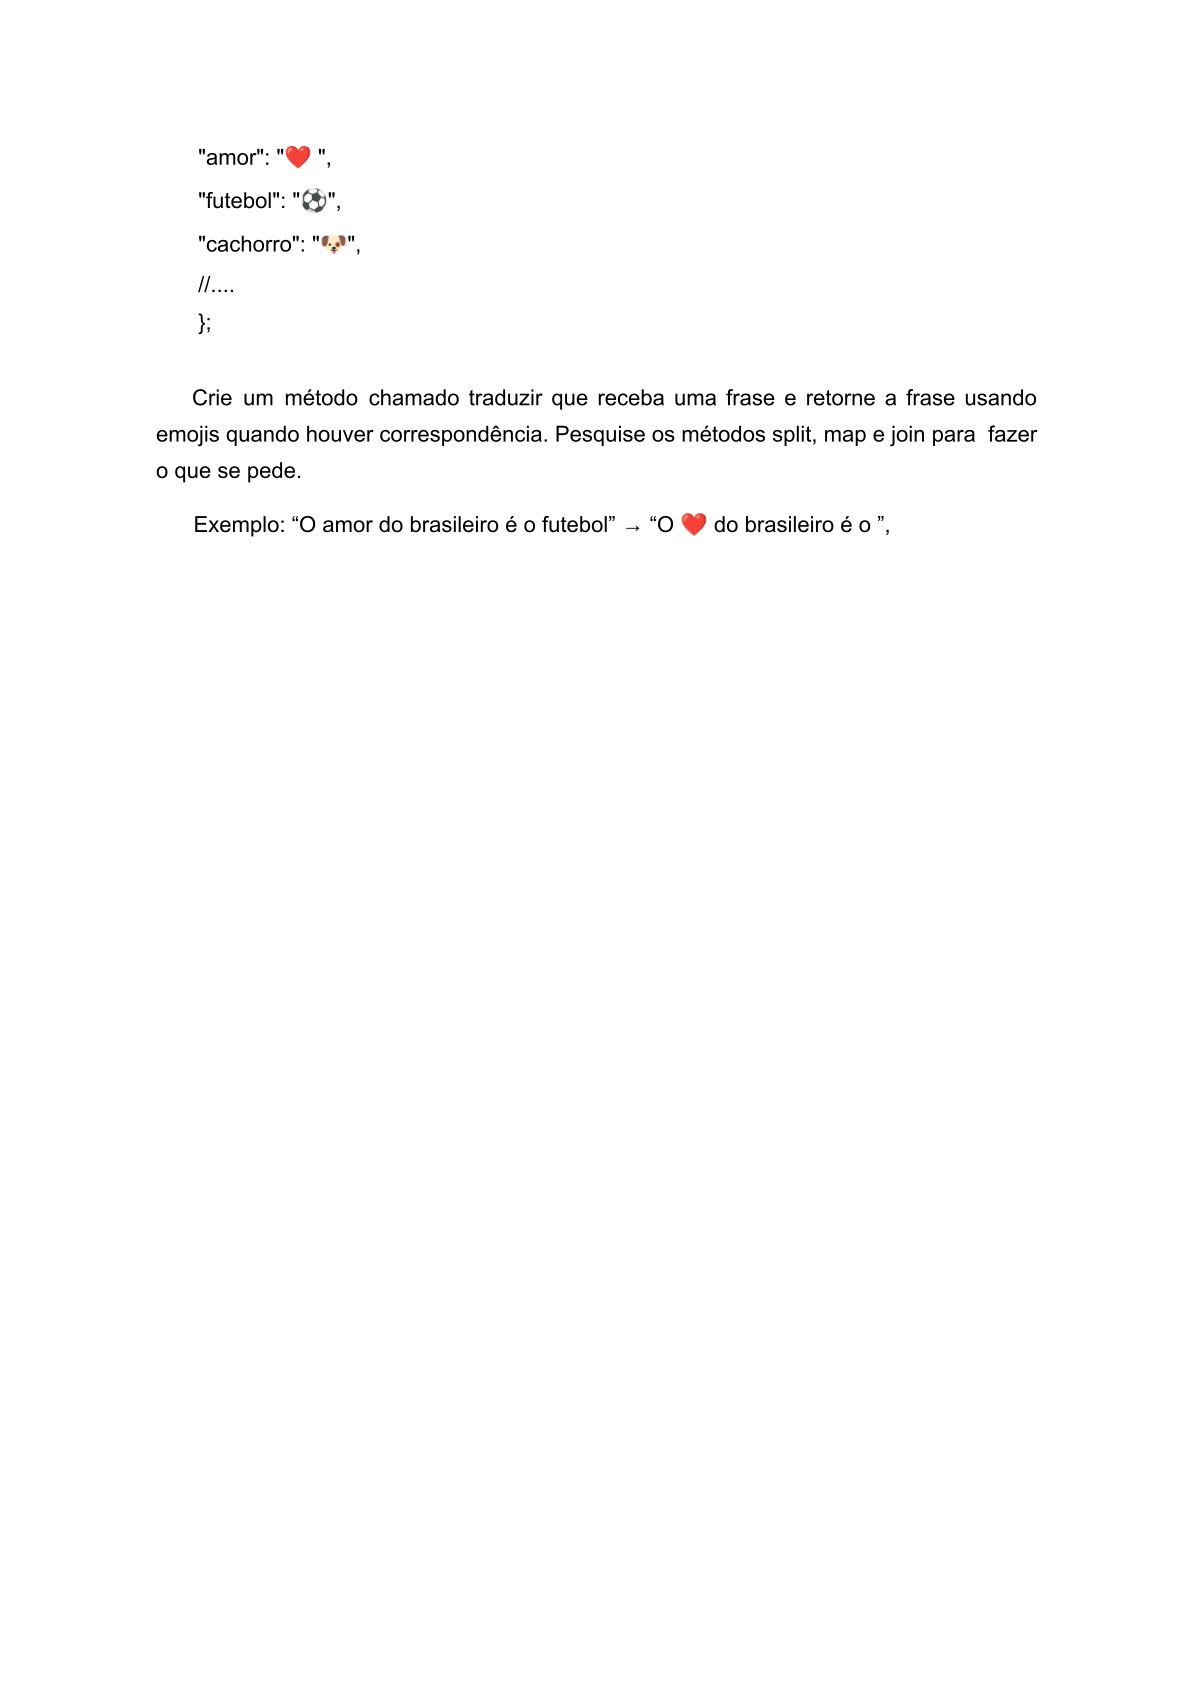 "amor": "❤️ ",
"futebol": "⚽",
"cachorro": "🐶",
//....
};
Crie um método chamado traduzir que receba uma frase e retorne a frase usando
emojis quando houver correspondência. Pesquise os métodos split, map e join para  fazer
o que se pede.
Exemplo: “O amor do brasileiro é o futebol” → “O ❤️ do brasileiro é o ”,